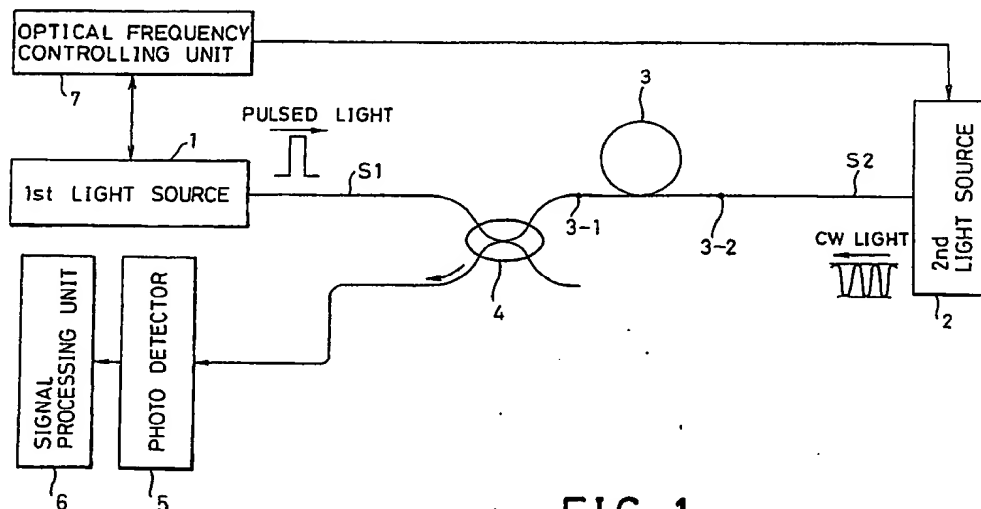 OPTICAL FREQUENCY
CONTROLLING UNIT
7
PULSED LIGHT
1
1st LIGHT SOURCE
S1
3
3-1
3-2
S2
CW LIGHT
2nd
LIGHT SOURCE
2
4
SIGNAL
PROCESSING UNIT
6
PHOTO DETECTOR
5
FIG. 1